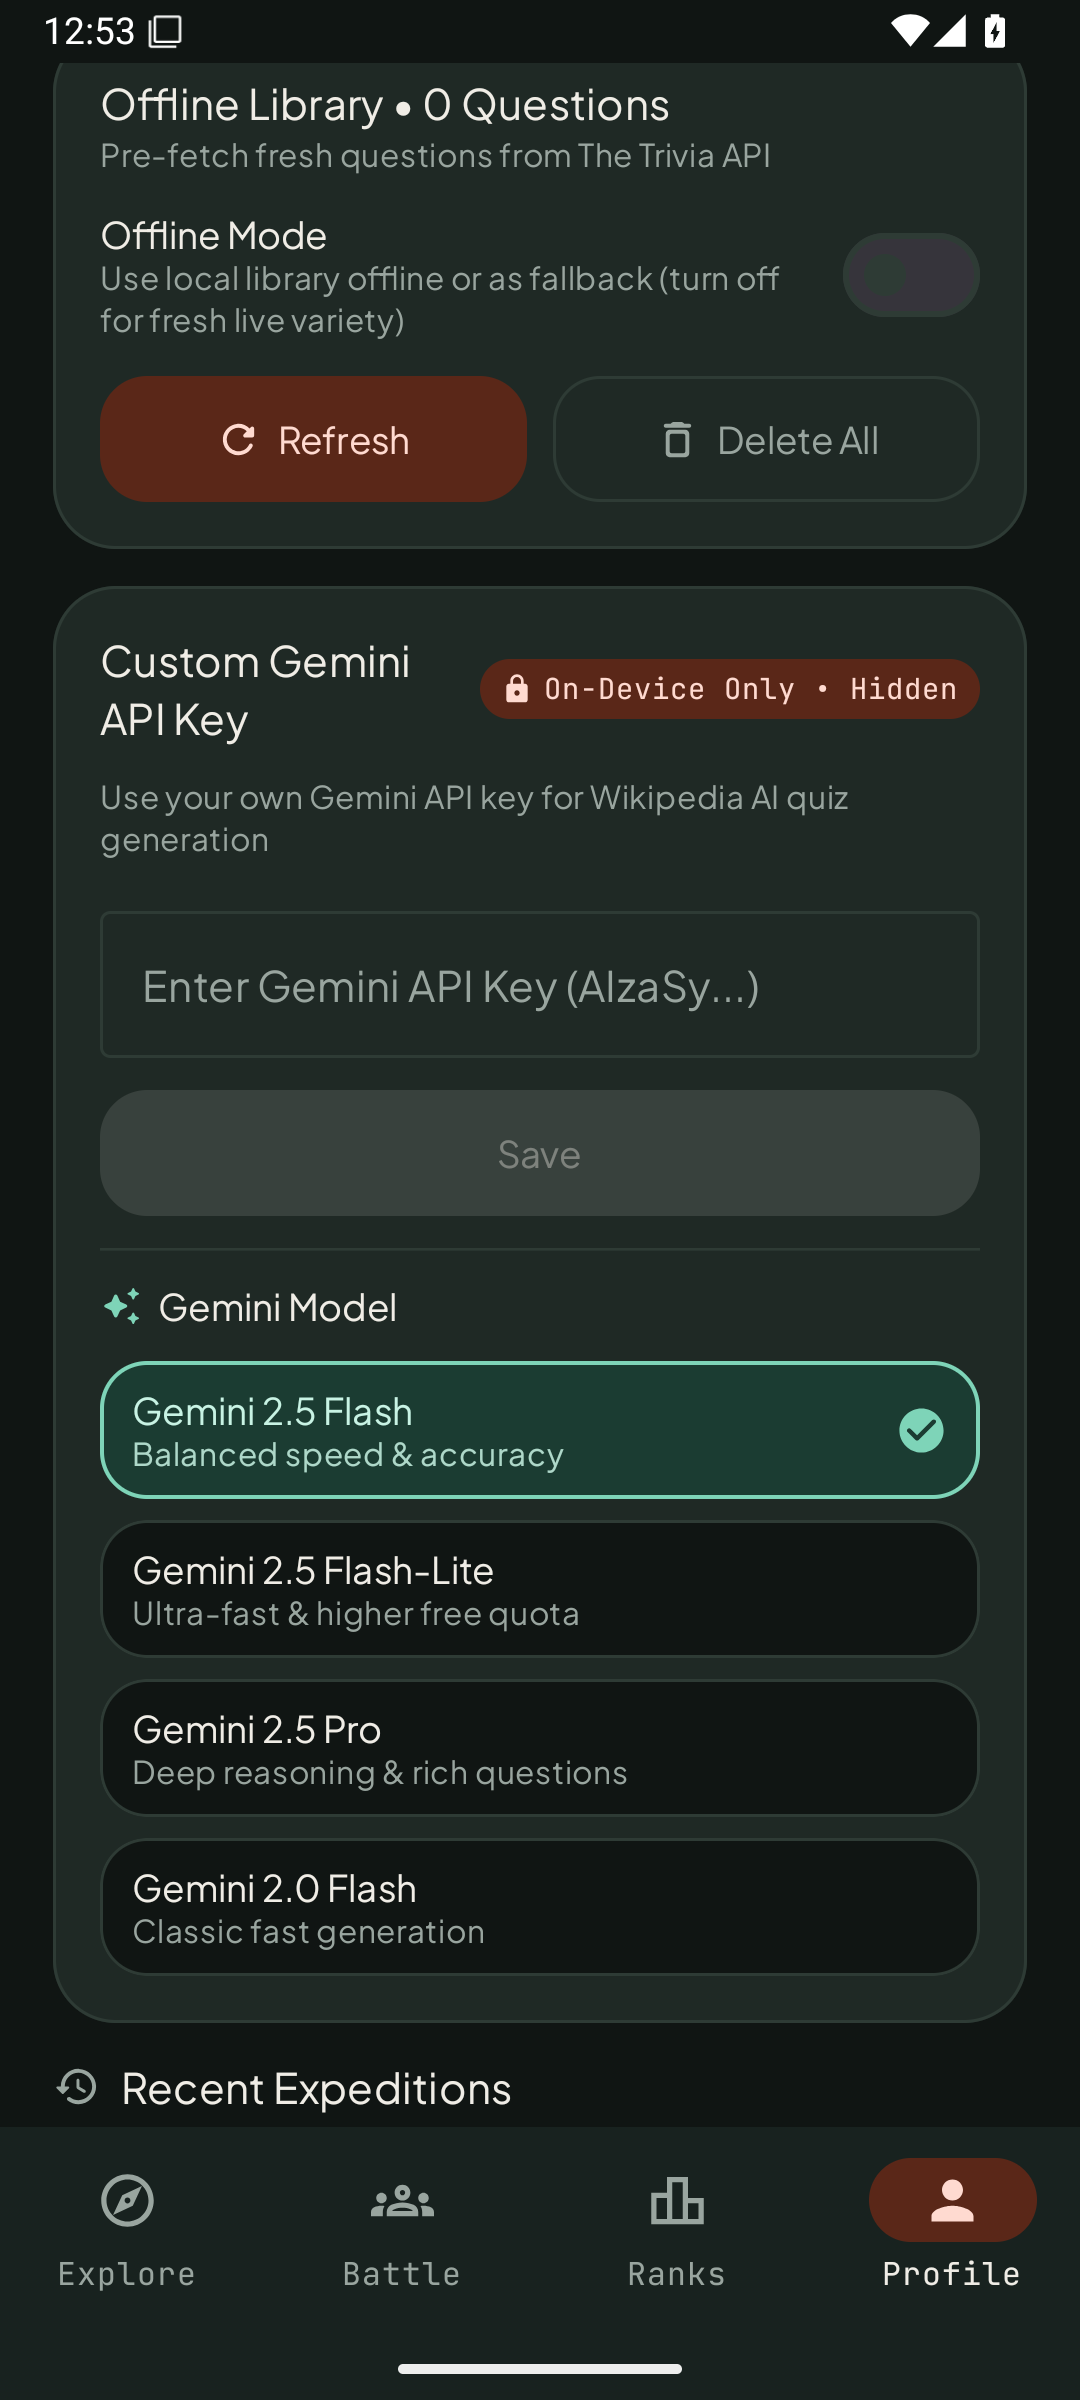 12:53
Offline Library • 0 Questions
Pre-fetch fresh questions from The Trivia API
Offline Mode
Use local library offline or as fallback (turn off
for fresh live variety)
Refresh
Delete All
Custom Gemini
API Key
On-Device Only • Hidden
Use your own Gemini API key for Wikipedia AI quiz
generation
Enter Gemini API Key (AIzaSy...)
Save
Gemini Model
Gemini 2.5 Flash
Balanced speed & accuracy
Gemini 2.5 Flash-Lite
Ultra-fast & higher free quota
Gemini 2.5 Pro
Deep reasoning & rich questions
Gemini 2.0 Flash
Classic fast generation
Recent Expeditions
Explore
Battle
Ranks
Profile